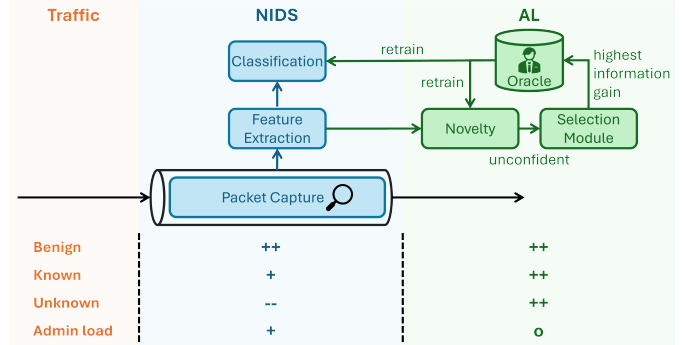 Traffic NIDS AL
retrain
Classification
highest
information
gain
Oracle
retrain
Feature
Extraction
Novelty
Selection
Module
unconfident
Packet Capture
Benign ++ ++
Known + ++
Unknown -- ++
Admin load + o